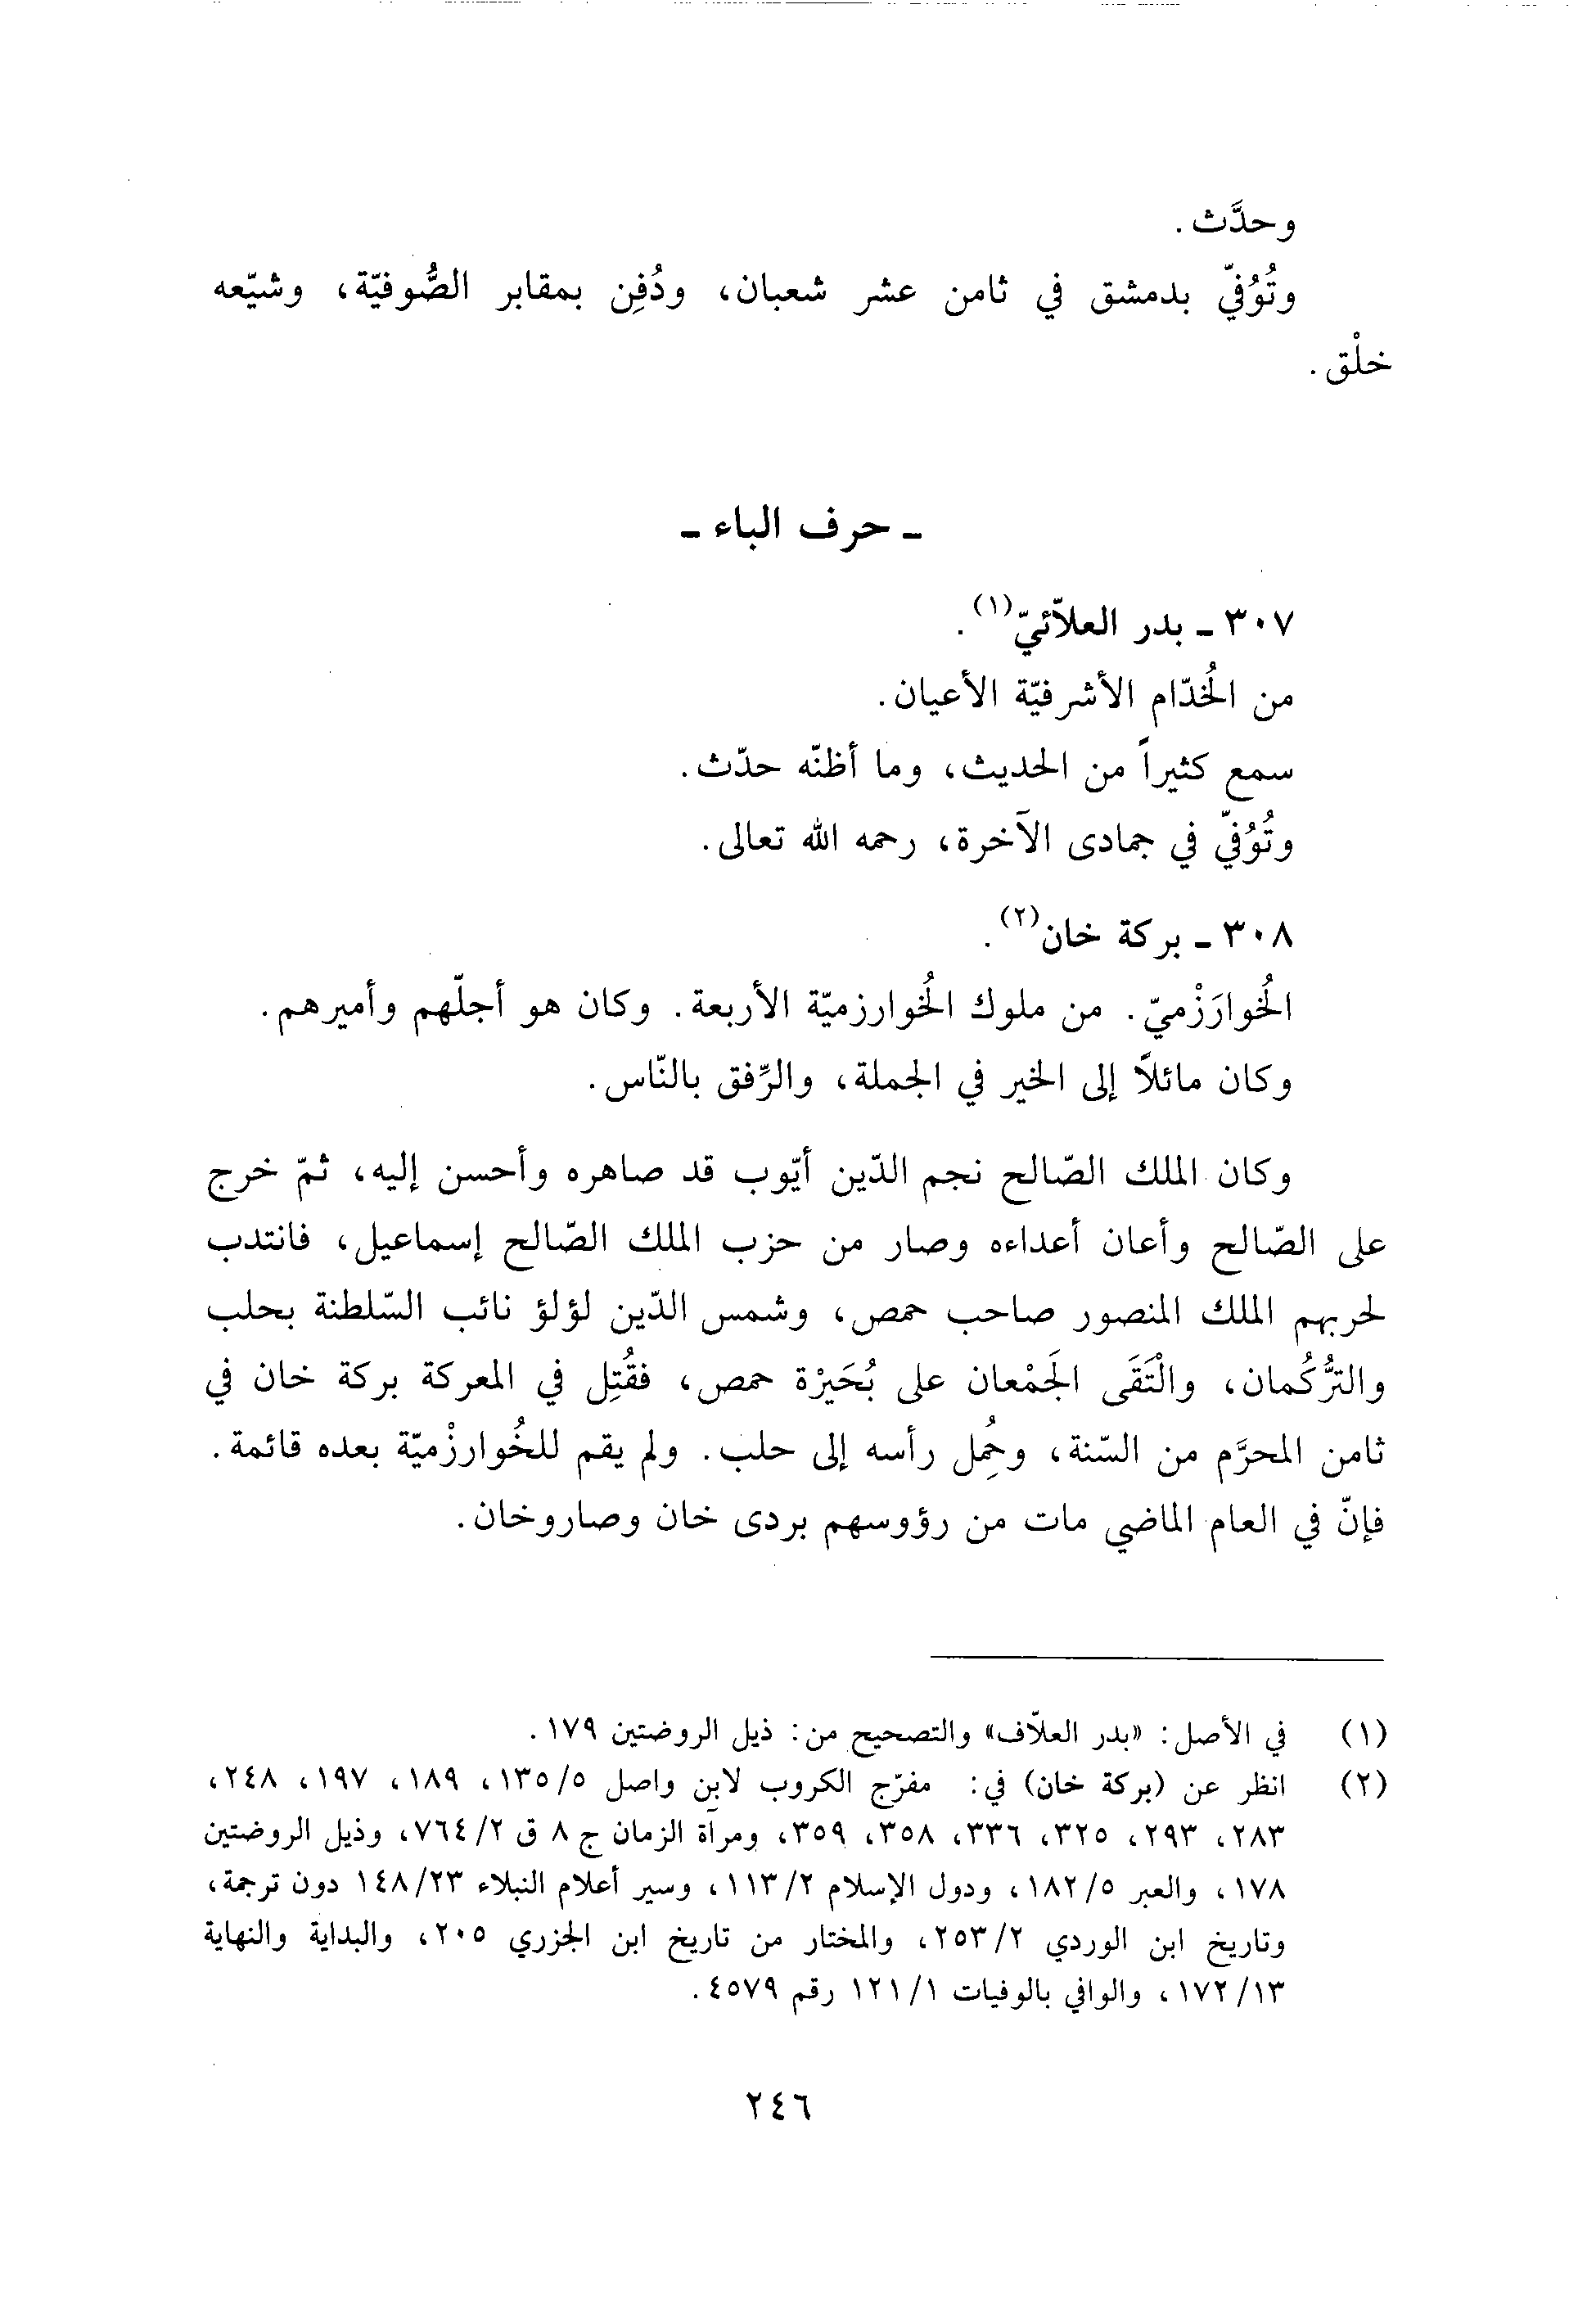 وحدَّث.
وتُوُفّي بدمشق في ثامن عشر شعبان، ودُفِن بمقابر الصُّوفيّة، وشيّعه
خلْق.
ـ حرف الباء ـ
٣٠٧ ـ بدر العلاّئيّ(١).
من الخُدّام الأشرفيّة الأعيان.
سمع كثيراً من الحديث، وما أظنّه حدّث.
وتُوُفّي في جمادى الآخرة، رحمه الله تعالى.
٣٠٨ ـ بركة خان(٢).
الخُوارَزْميّ. من ملوك الخُوارزميّة الأربعة. وكان هو أجلّهم وأميرهم.
وكان مائلاً إلى الخير في الجملة، والرِّفق بالنّاس.
وكان الملك الصّالح نجم الدّين أيّوب قد صاهره وأحسن إليه، ثمّ خرج
على الصّالح وأعان أعداءه وصار من حزب الملك الصّالح إسماعيل، فانتدب
لحربهم الملك المنصور صاحب حمص، وشمس الدّين لؤلؤ نائب السّلطنة بحلب
والتُّركُمان، والْتَقَى الجَمْعان على بُحَيرْة حمص، فقُتِل في المعركة بركة خان في
ثامن المحرَّم من السّنة، وحُمِل رأسه إلى حلب. ولم يقم للخُوارزْميّة بعده قائمة.
فإنّ في العام الماضي مات من رؤوسهم بردى خان وصاروخان.
(١) في الأصل: «بدر العلاّف» والتصحيح من: ذيل الروضتين ١٧٩.
(٢) انظر عن (بركة خان) في: مفرّج الكروب لابن واصل ١٣٥/٥، ١٨٩، ١٩٧، ٢٤٨،
٢٨٣، ٢٩٣، ٣٢٥، ٣٣٦، ٣٥٨، ٣٥٩، ومرآة الزمان ج ٨ ق ٧٦٤/٢، وذيل الروضتين
١٧٨، والعبر ١٨٢/٥، ودول الإسلام ١١٣/٢، وسير أعلام النبلاء ١٤٨/٢٣ دون ترجمة،
وتاريخ ابن الوردي ٢٥٣/٢، والمختار من تاريخ ابن الجزري ٢٠٥، والبداية والنهاية
١٧٢/١٣، والوافي بالوفيات ١٢١/١ رقم ٤٥٧٩.
٢٤٦